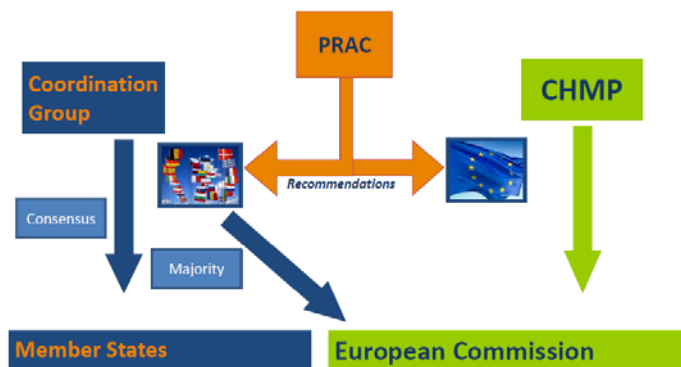 PRAC
Coordination
Group
CHMP
Recommendations
Consensus
Majority
Member States
European Commission